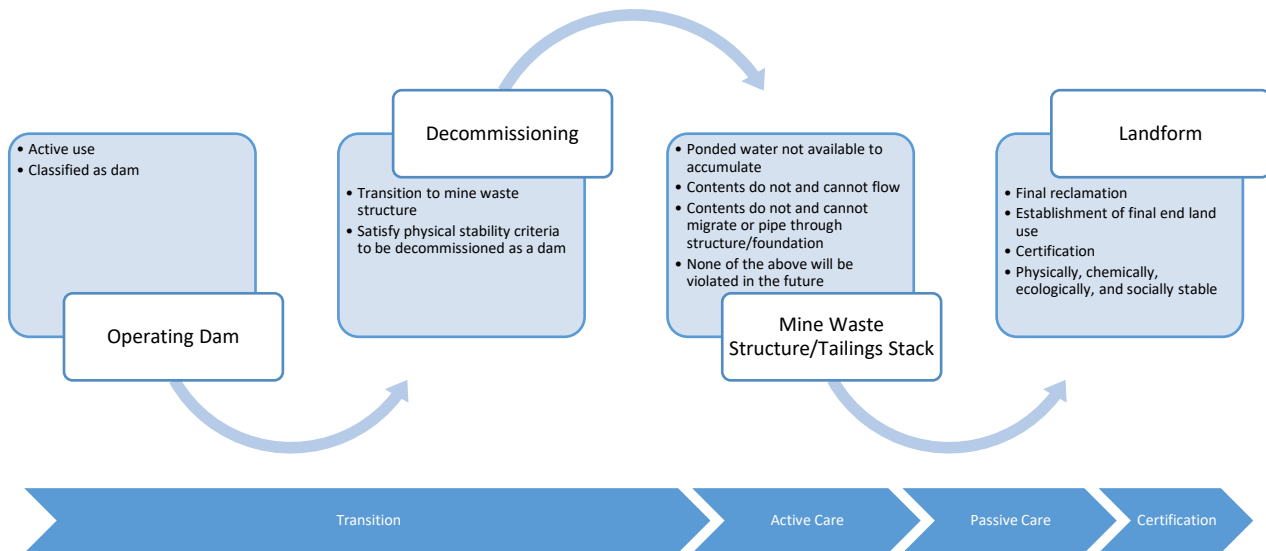 • Active use
• Classified as dam
Operating Dam
Decommissioning
• Transition to mine waste
structure
• Satisfy physical stability criteria
to be decommissioned as a dam
• Ponded water not available to
accumulate
• Contents do not and cannot flow
• Contents do not and cannot
migrate or pipe through
structure/foundation
• None of the above will be
violated in the future
Mine Waste
Structure/Tailings Stack
Landform
• Final reclamation
• Establishment of final end land
use
• Certification
• Physically, chemically,
ecologically, and socially stable
Transition
Active Care
Passive Care
Certification